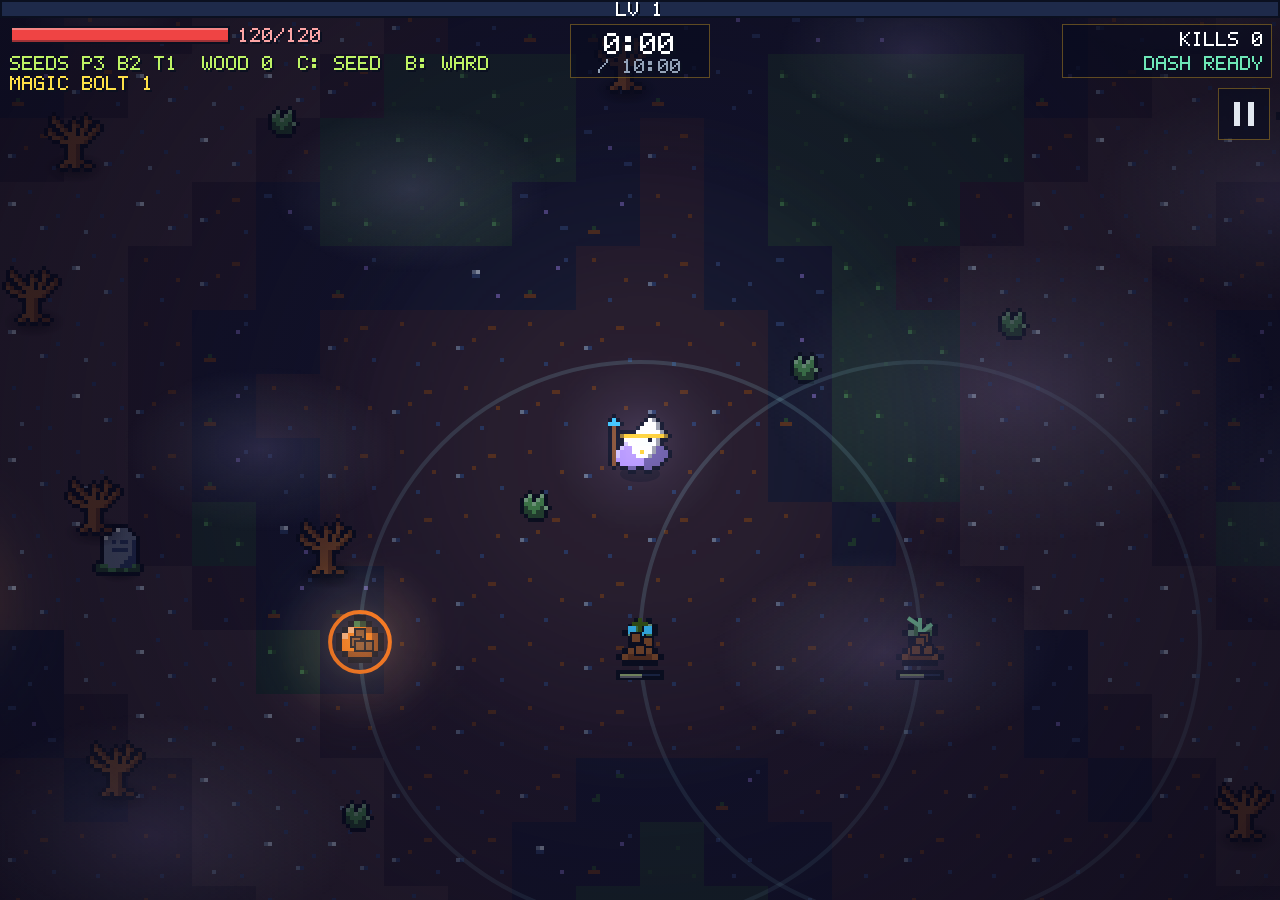 LV 1
120/120
SEEDS P3 B2 T1 WOOD 0 C: SEED B: WARD
MAGIC BOLT 1
0:00
/ 10:00
KILLS 0
DASH READY